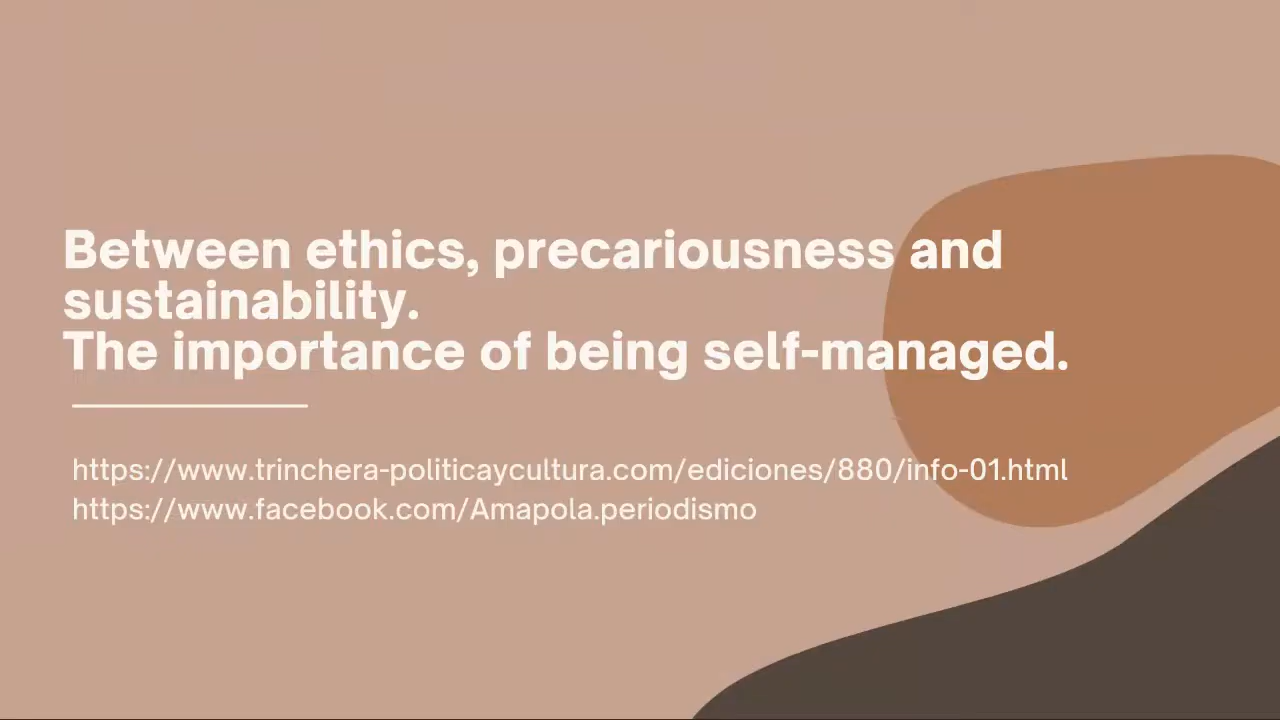 Between ethics, precariousness and
sustainability.
The importance of being self-managed.
https://www.trinchera-politicaycultura.com/ediciones/880/info-01.html
https://www.facebook.com/Amapola.periodismo